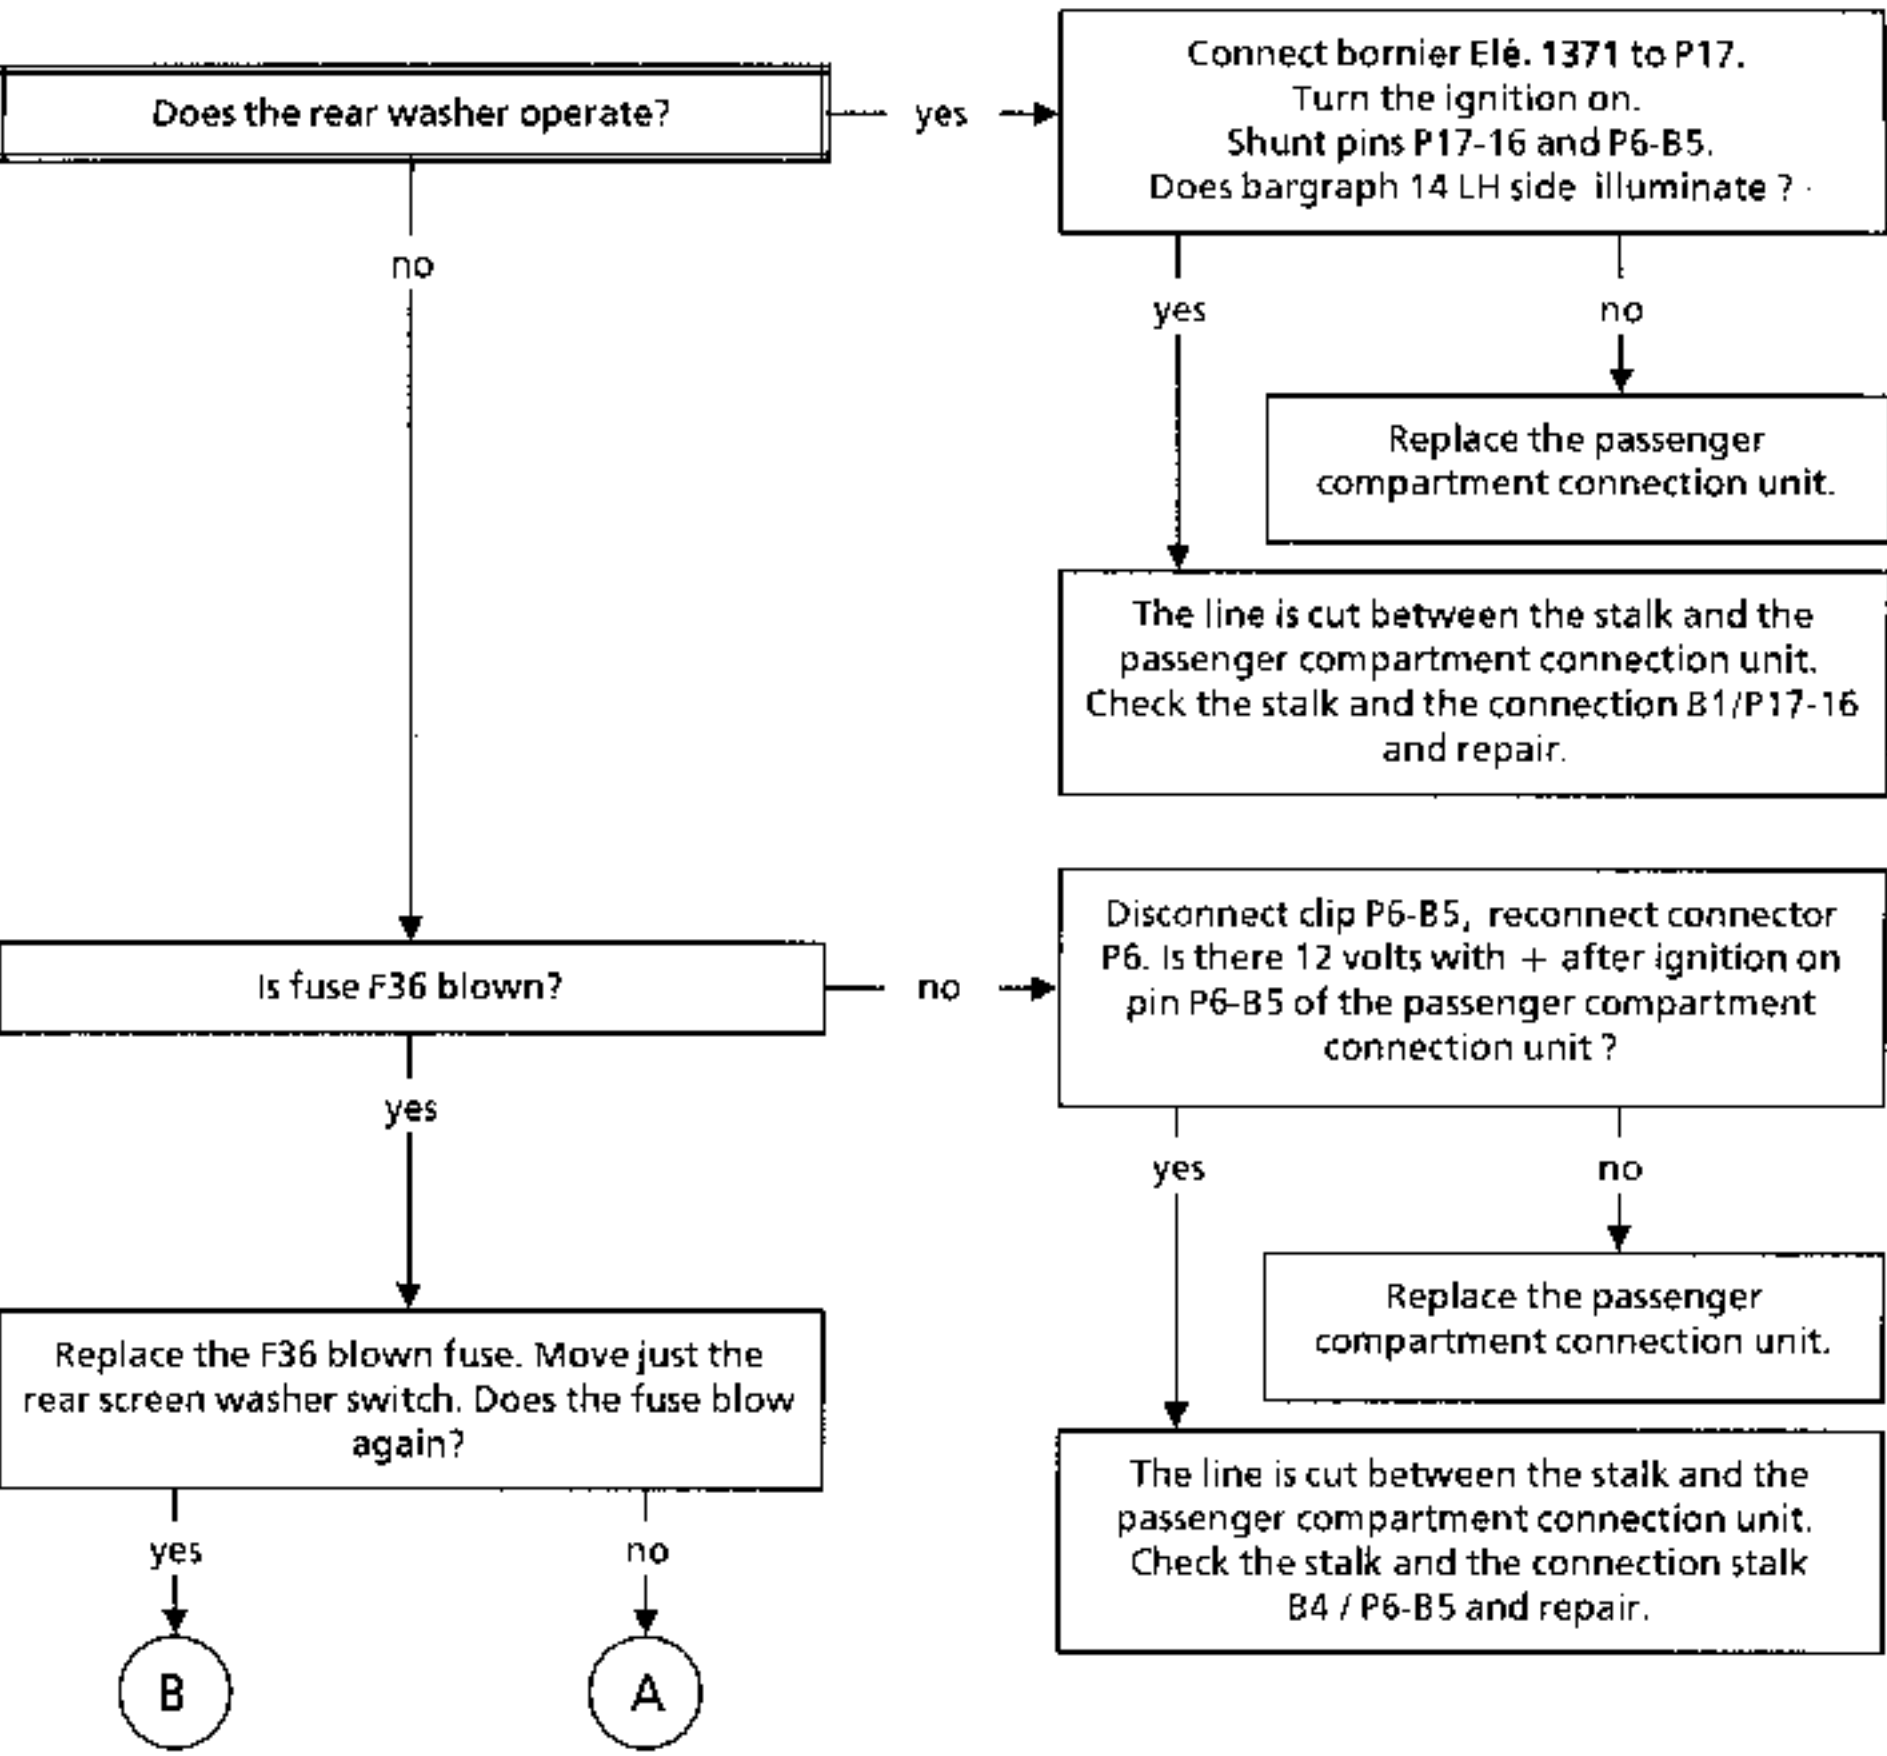 Does the rear washer operate?
yes
Connect bornier Elé. 1371 to P17.
Turn the ignition on.
Shunt pins P17-16 and P6-B5.
Does bargraph 14 LH side illuminate ?
no
yes
no
Replace the passenger
compartment connection unit.
The line is cut between the stalk and the
passenger compartment connection unit.
Check the stalk and the connection B1/P17-16
and repair.
Is fuse F36 blown?
no
Disconnect clip P6-B5, reconnect connector
P6. Is there 12 volts with + after ignition on
pin P6-B5 of the passenger compartment
connection unit ?
yes
yes
no
Replace the passenger
compartment connection unit.
Replace the F36 blown fuse. Move just the
rear screen washer switch. Does the fuse blow
again?
The line is cut between the stalk and the
passenger compartment connection unit.
Check the stalk and the connection stalk
B4 / P6-B5 and repair.
yes
no
B
A